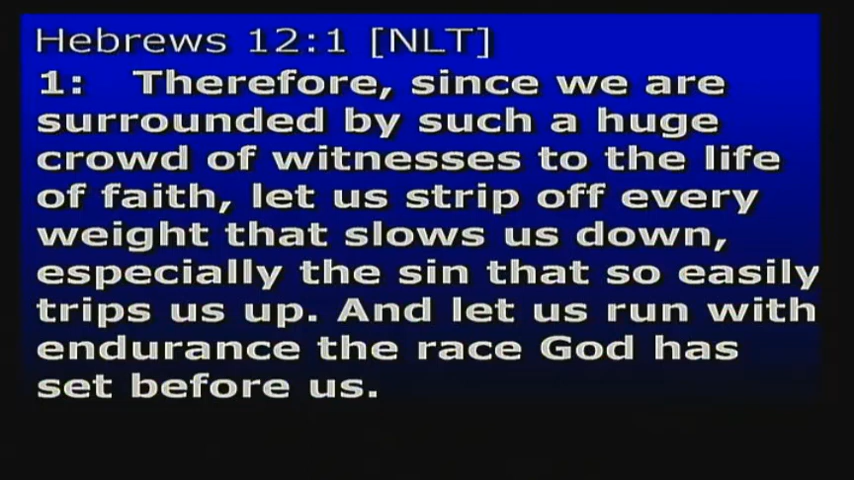 Hebrews 12:1 [NLT]
1: Therefore, since we are
surrounded by such a huge
crowd of witnesses to the life
of faith, let us strip off every
weight that slows us down,
especially the sin that so easily
trips us up. And let us run with
endurance the race God has
set before us.